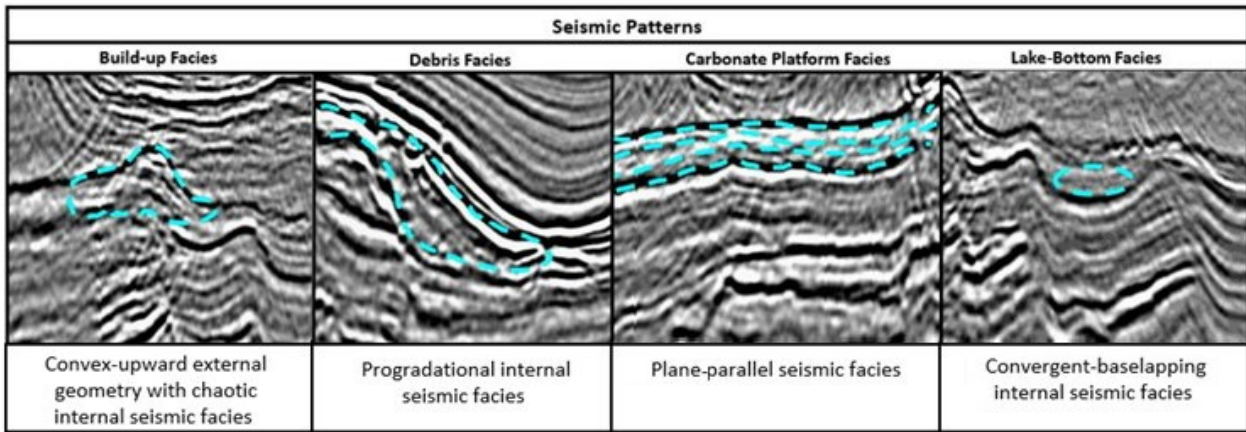 Seismic Patterns
Build-up Facies
Debris Facies
Carbonate Platform Facies
Lake-Bottom Facies
Convex-upward external
geometry with chaotic
internal seismic facies
Progradational internal
seismic facies
Plane-parallel seismic facies
Convergent-baselapping
internal seismic facies